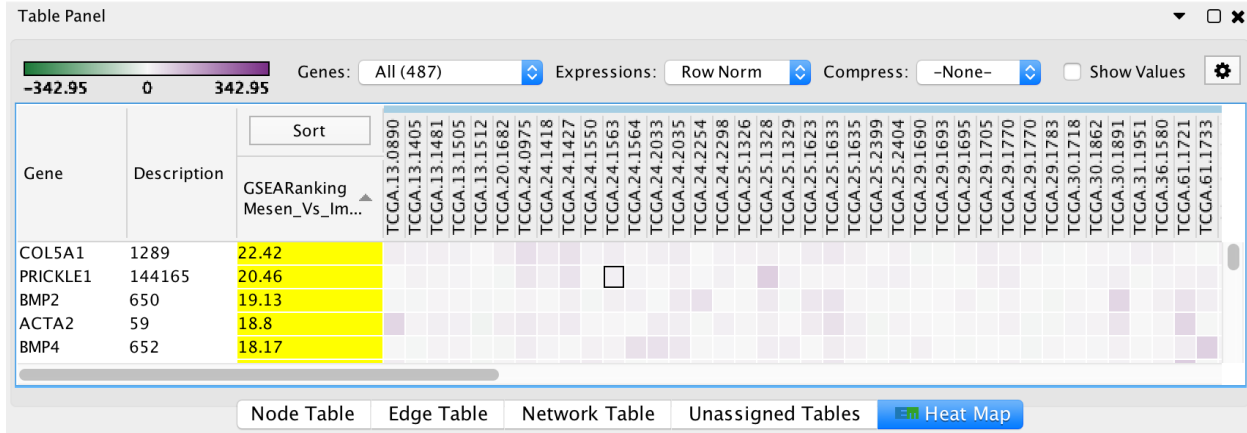 Table Panel
-342.95 0 342.95
Genes: All (487) Expressions: Row Norm Compress: -None- Show Values
Gene Description Sort
GSEARanking
Mesen_Vs_Im...
TCGA.13.0890
TCGA.13.1405
TCGA.13.1481
TCGA.13.1505
TCGA.13.1512
TCGA.20.1682
TCGA.24.0975
TCGA.24.1418
TCGA.24.1427
TCGA.24.1550
TCGA.24.1563
TCGA.24.1564
TCGA.24.2033
TCGA.24.2035
TCGA.24.2254
TCGA.24.2298
TCGA.25.1326
TCGA.25.1328
TCGA.25.1329
TCGA.25.1623
TCGA.25.1633
TCGA.25.1635
TCGA.25.2399
TCGA.25.2404
TCGA.29.1690
TCGA.29.1693
TCGA.29.1695
TCGA.29.1705
TCGA.29.1770
TCGA.29.1770
TCGA.29.1783
TCGA.30.1718
TCGA.30.1862
TCGA.30.1891
TCGA.31.1951
TCGA.36.1580
TCGA.61.1721
TCGA.61.1733
COL5A1 1289 22.42
PRICKLE1 144165 20.46
BMP2 650 19.13
ACTA2 59 18.8
BMP4 652 18.17
Node Table Edge Table Network Table Unassigned Tables EM Heat Map